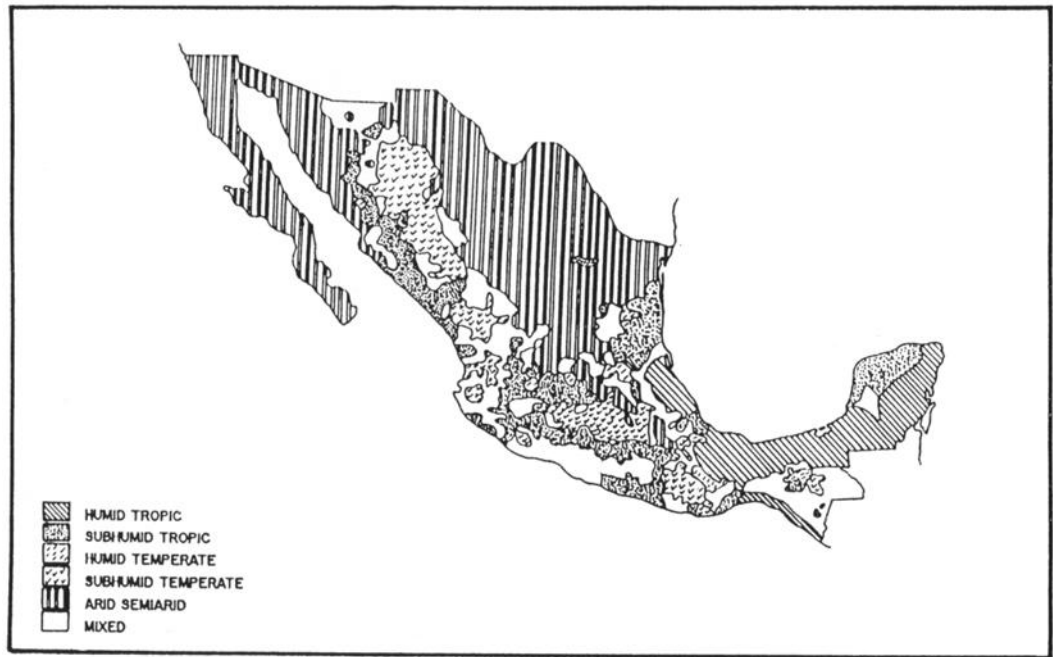 HUMID TROPIC
SUBHUMID TROPIC
HUMID TEMPERATE
SUBHUMID TEMPERATE
ARID SEMIARID
MIXED